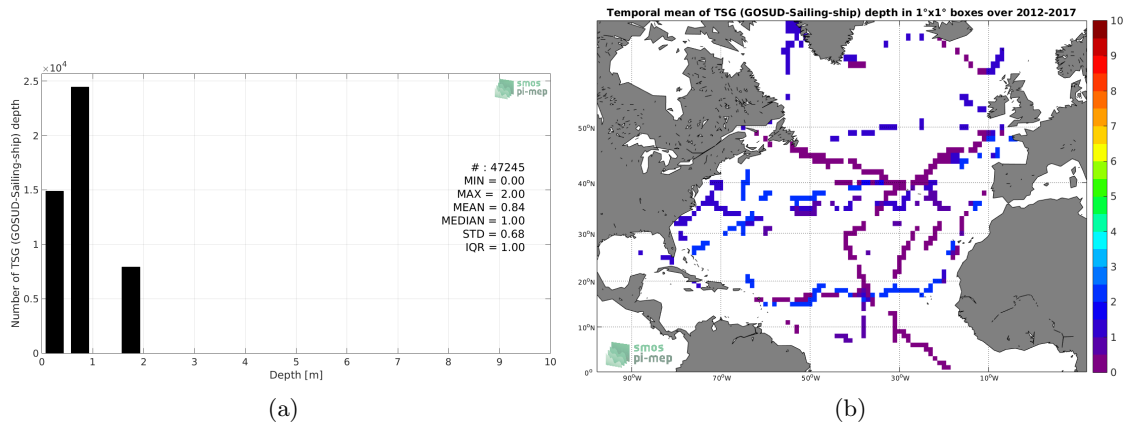 ×10⁴
2.5
2
1.5
1
0.5
0
0 1 2 3 4 5 6 7 8 9 10
Depth [m]
Number of TSG (GOSUD-Sailing-ship) depth
smos
pi-mep
# : 47245
MIN = 0.00
MAX = 2.00
MEAN = 0.84
MEDIAN = 1.00
STD = 0.68
IQR = 1.00
(a)
Temporal mean of TSG (GOSUD-Sailing-ship) depth in 1°x1° boxes over 2012-2017
50°N
40°N
30°N
20°N
10°N
0°N
90°W 70°W 50°W 30°W 10°W
smos
pi-mep
10
9
8
7
6
5
4
3
2
1
0
(b)